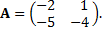 A = (−2 1
−5 −4).